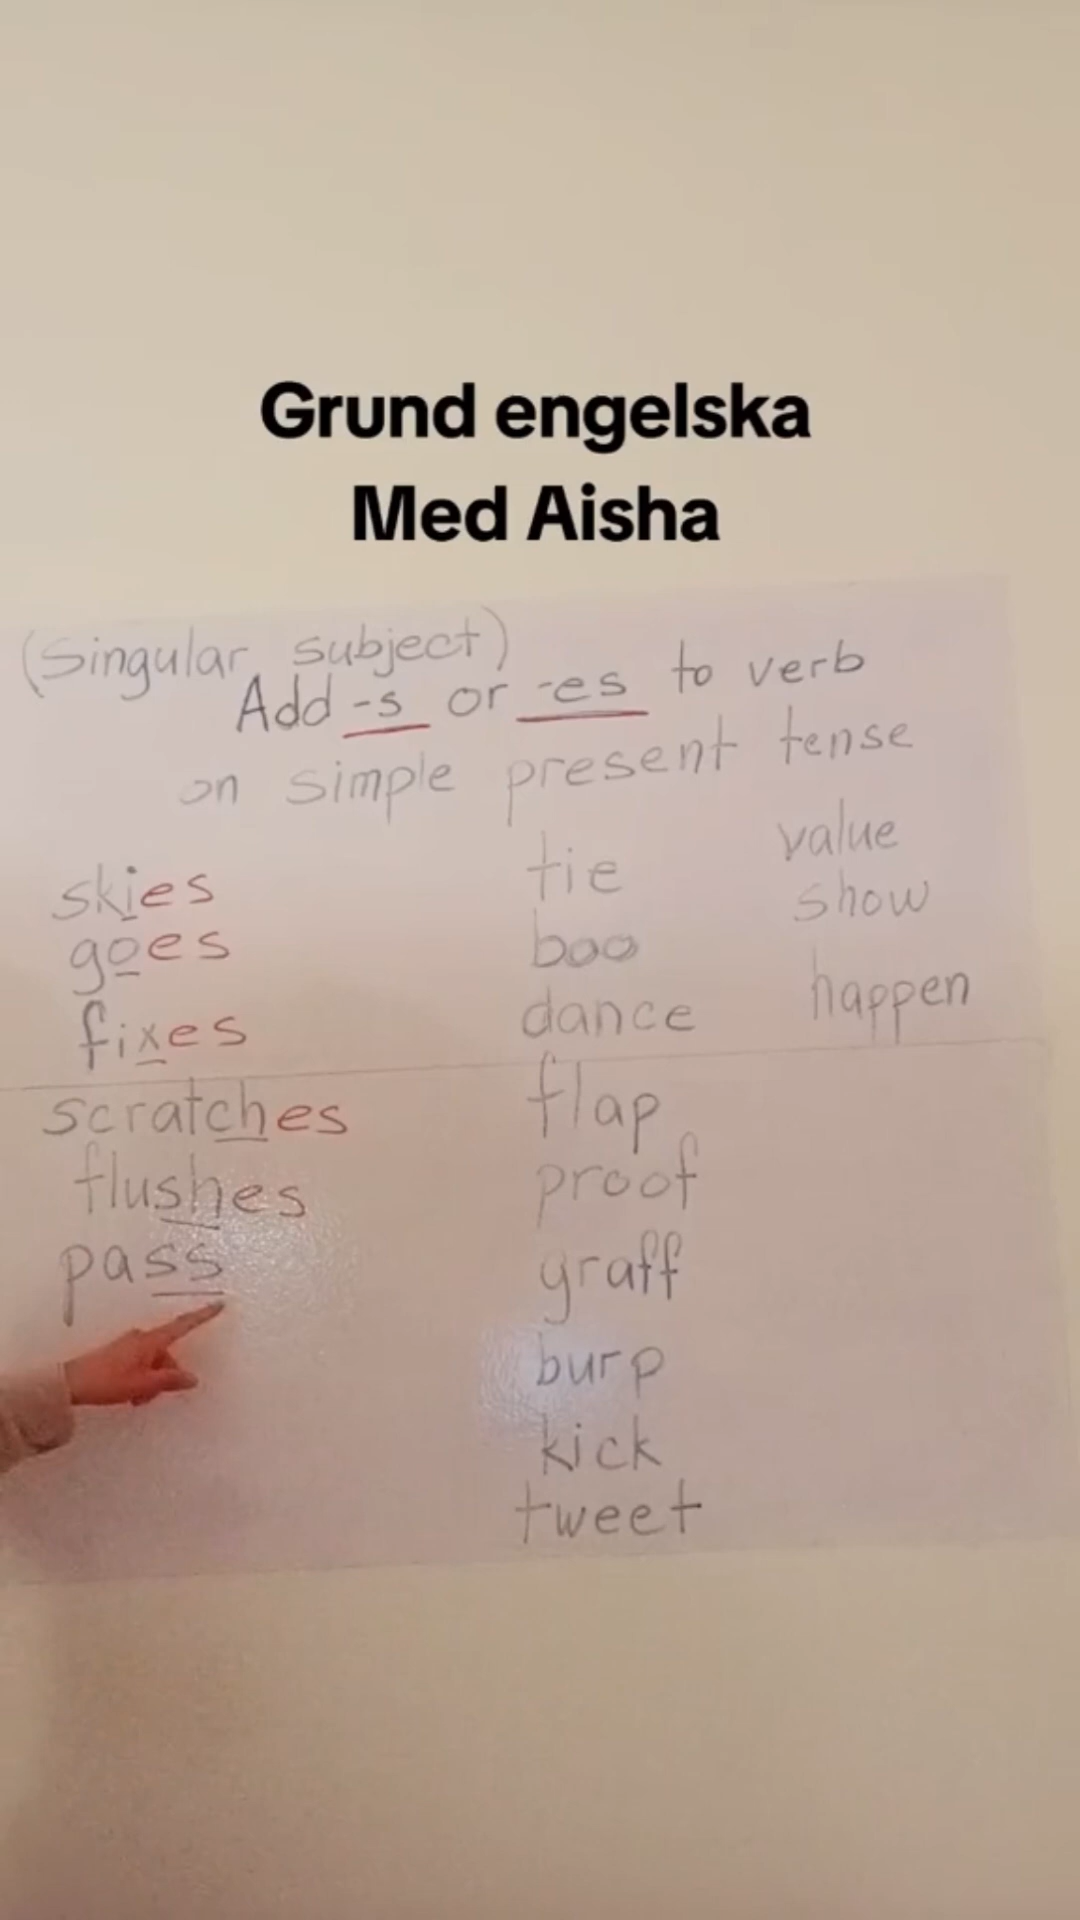 Grund engelska
Med Aisha
(Singular subject)
Add -s or -es to verb
on simple present tense
skies
goes
fixes
scratches
flushes
pass
tie
boo
dance
flap
proof
graff
burp
kick
tweet
value
show
happen